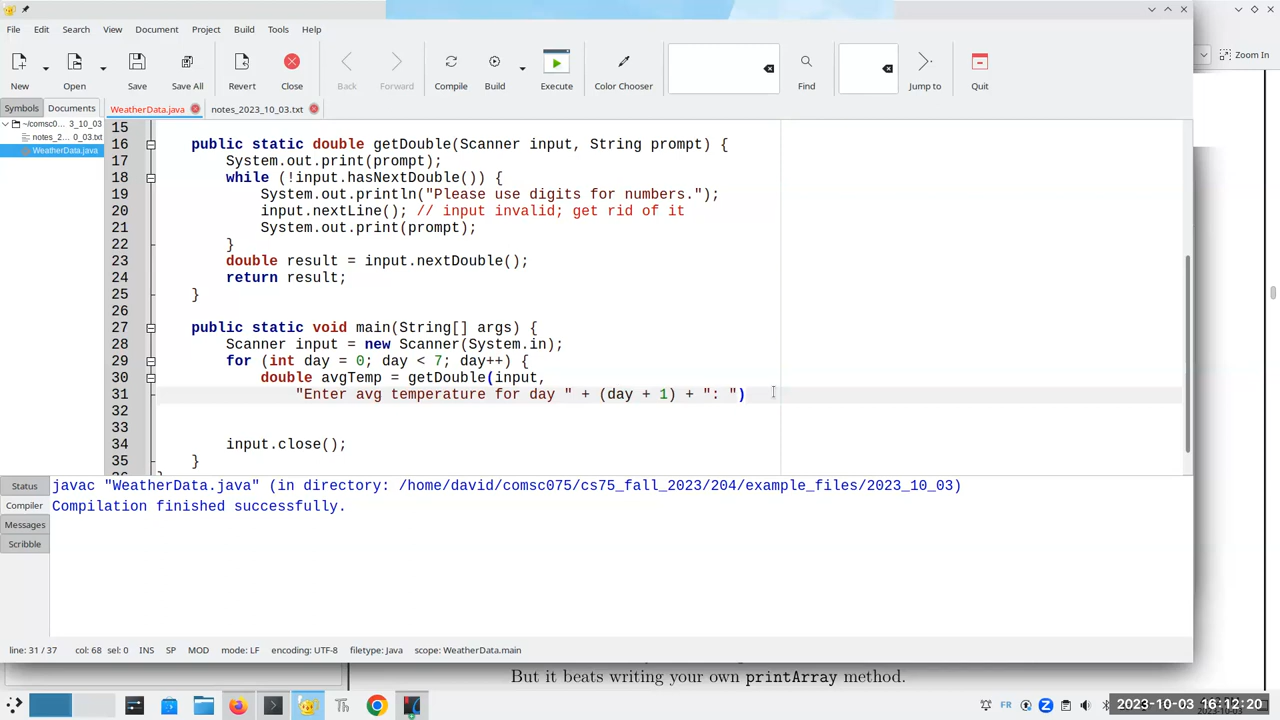 File Edit Search View Document Project Build Tools Help
New Open Save Save All Revert Close Back Forward Compile Build Execute Color Chooser Find Jump to Quit
Zoom In
Symbols Documents
WeatherData.java notes_2023_10_03.txt
~/comsc0… 3_10_03
notes_2… 0_03.txt
WeatherData.java
15
16 public static double getDouble(Scanner input, String prompt) {
17 System.out.print(prompt);
18 while (!input.hasNextDouble()) {
19 System.out.println("Please use digits for numbers.");
20 input.nextLine(); // input invalid; get rid of it
21 System.out.print(prompt);
22 }
23 double result = input.nextDouble();
24 return result;
25 }
26
27 public static void main(String[] args) {
28 Scanner input = new Scanner(System.in);
29 for (int day = 0; day < 7; day++) {
30 double avgTemp = getDouble(input,
31 "Enter avg temperature for day " + (day + 1) + ": ")
32
33
34 input.close();
35 }
Status
Compiler
Messages
Scribble
javac "WeatherData.java" (in directory: /home/david/comsc075/cs75_fall_2023/204/example_files/2023_10_03)
Compilation finished successfully.
line: 31 / 37 col: 68 sel: 0 INS SP MOD mode: LF encoding: UTF-8 filetype: Java scope: WeatherData.main
But it beats writing your own printArray method.
FR
2023-10-03 16:12:20